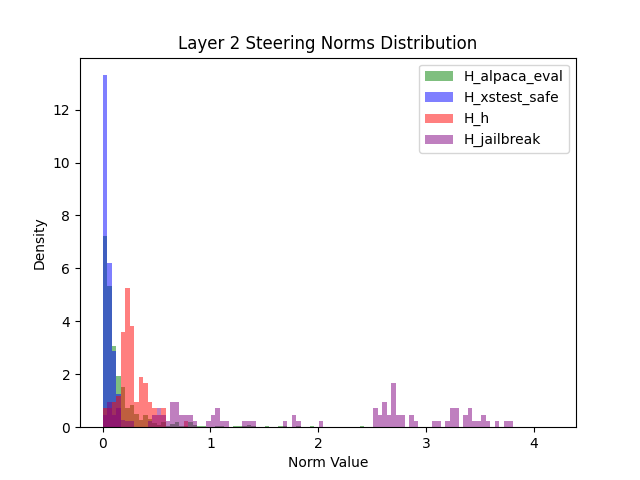 Layer 2 Steering Norms Distribution
H_alpaca_eval
H_xstest_safe
H_h
H_jailbreak
12
10
8
6
4
2
0
Density
0
1
2
3
4
Norm Value